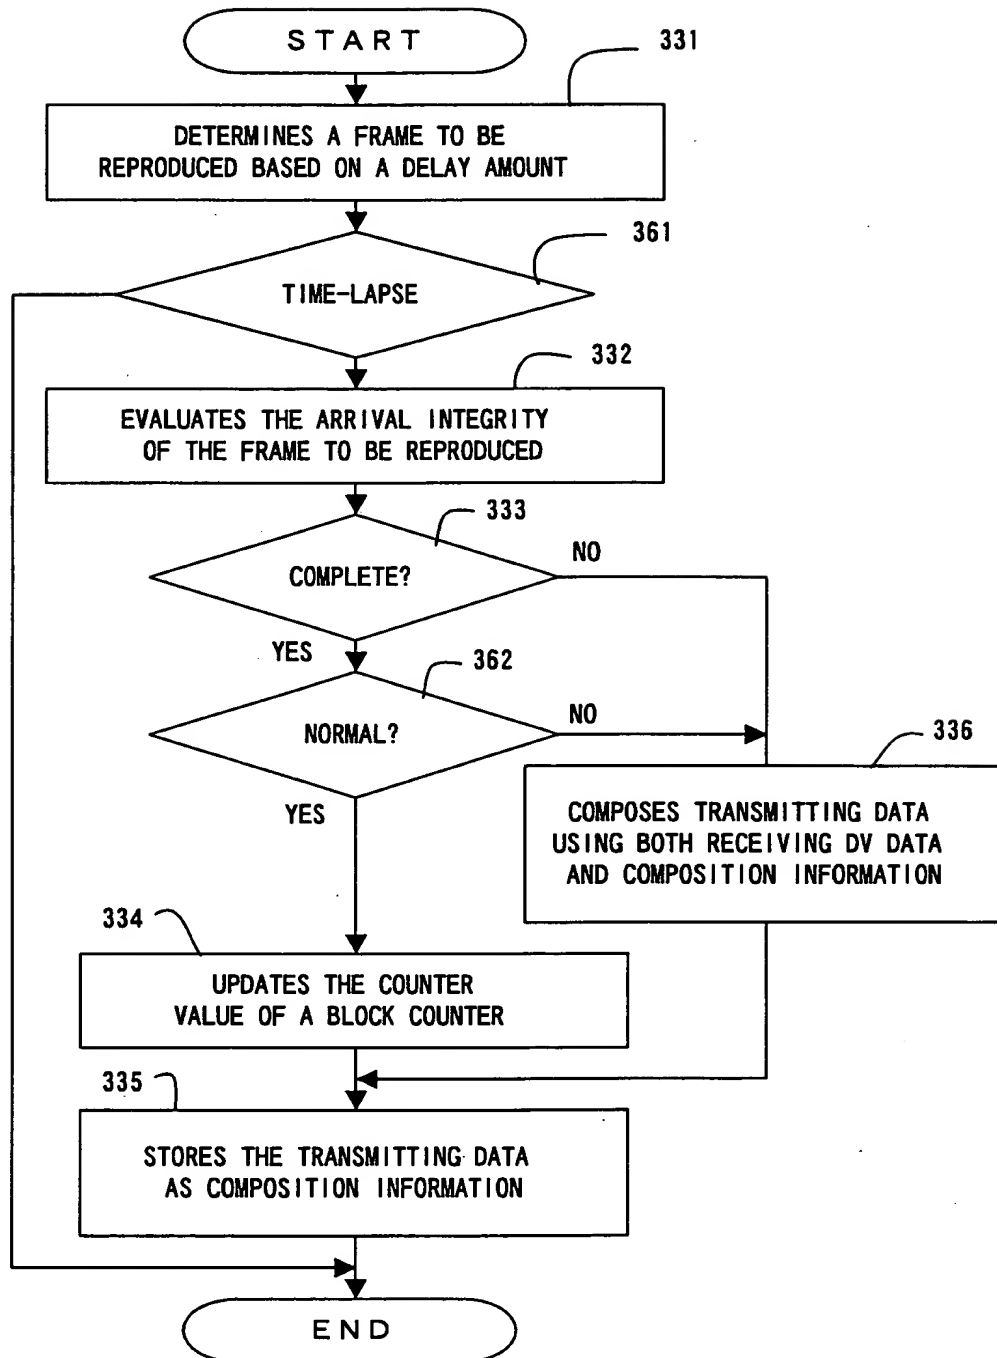 START
331
DETERMINES A FRAME TO BE
REPRODUCED BASED ON A DELAY AMOUNT
361
TIME-LAPSE
332
EVALUATES THE ARRIVAL INTEGRITY
OF THE FRAME TO BE REPRODUCED
333
COMPLETE?
NO
YES
362
NORMAL?
NO
YES
336
COMPOSES TRANSMITTING DATA
USING BOTH RECEIVING DV DATA
AND COMPOSITION INFORMATION
334
UPDATES THE COUNTER
VALUE OF A BLOCK COUNTER
335
STORES THE TRANSMITTING DATA
AS COMPOSITION INFORMATION
END